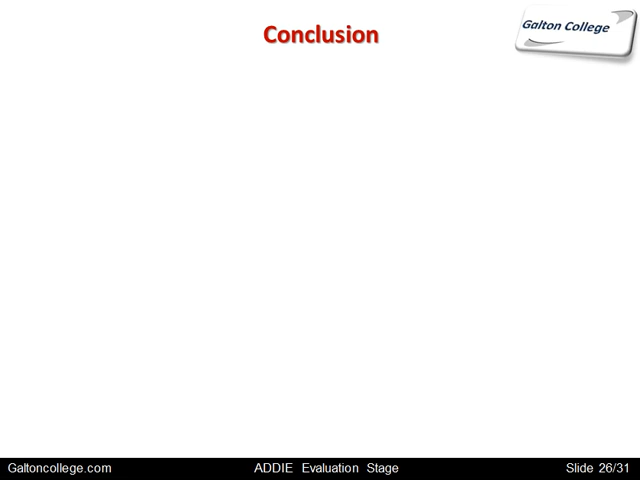 Conclusion
Galton College
Galtoncollege.com
ADDIE Evaluation Stage
Slide 26/31